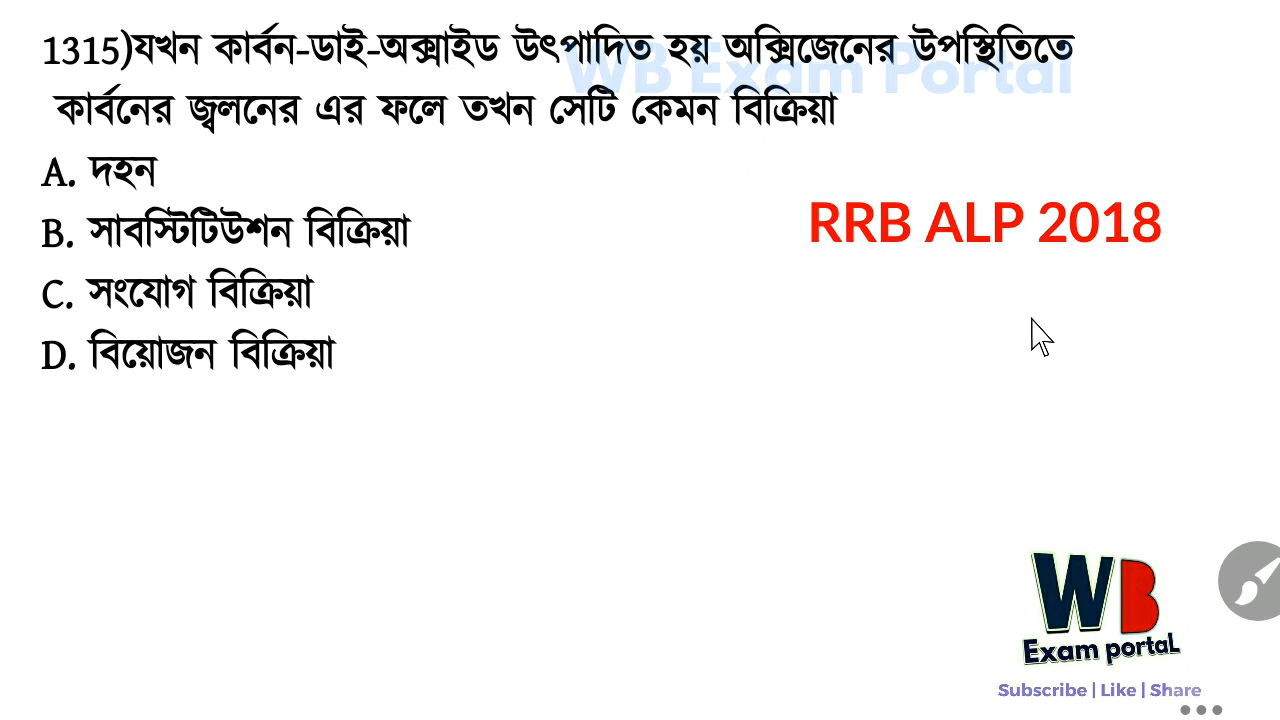 1315)যখন কার্বন-ডাই-অক্সাইড উৎপাদিত হয় অক্সিজেনের উপস্থিতিতে
WB Exam Portal
কার্বনের জ্বলনের এর ফলে তখন সেটি কেমন বিক্রিয়া
A. দহন
RRB ALP 2018
B. সাবস্টিটিউশন বিক্রিয়া
C. সংযোগ বিক্রিয়া
D. বিয়োজন বিক্রিয়া
WB
Exam portaL
Subscribe | Like | Share